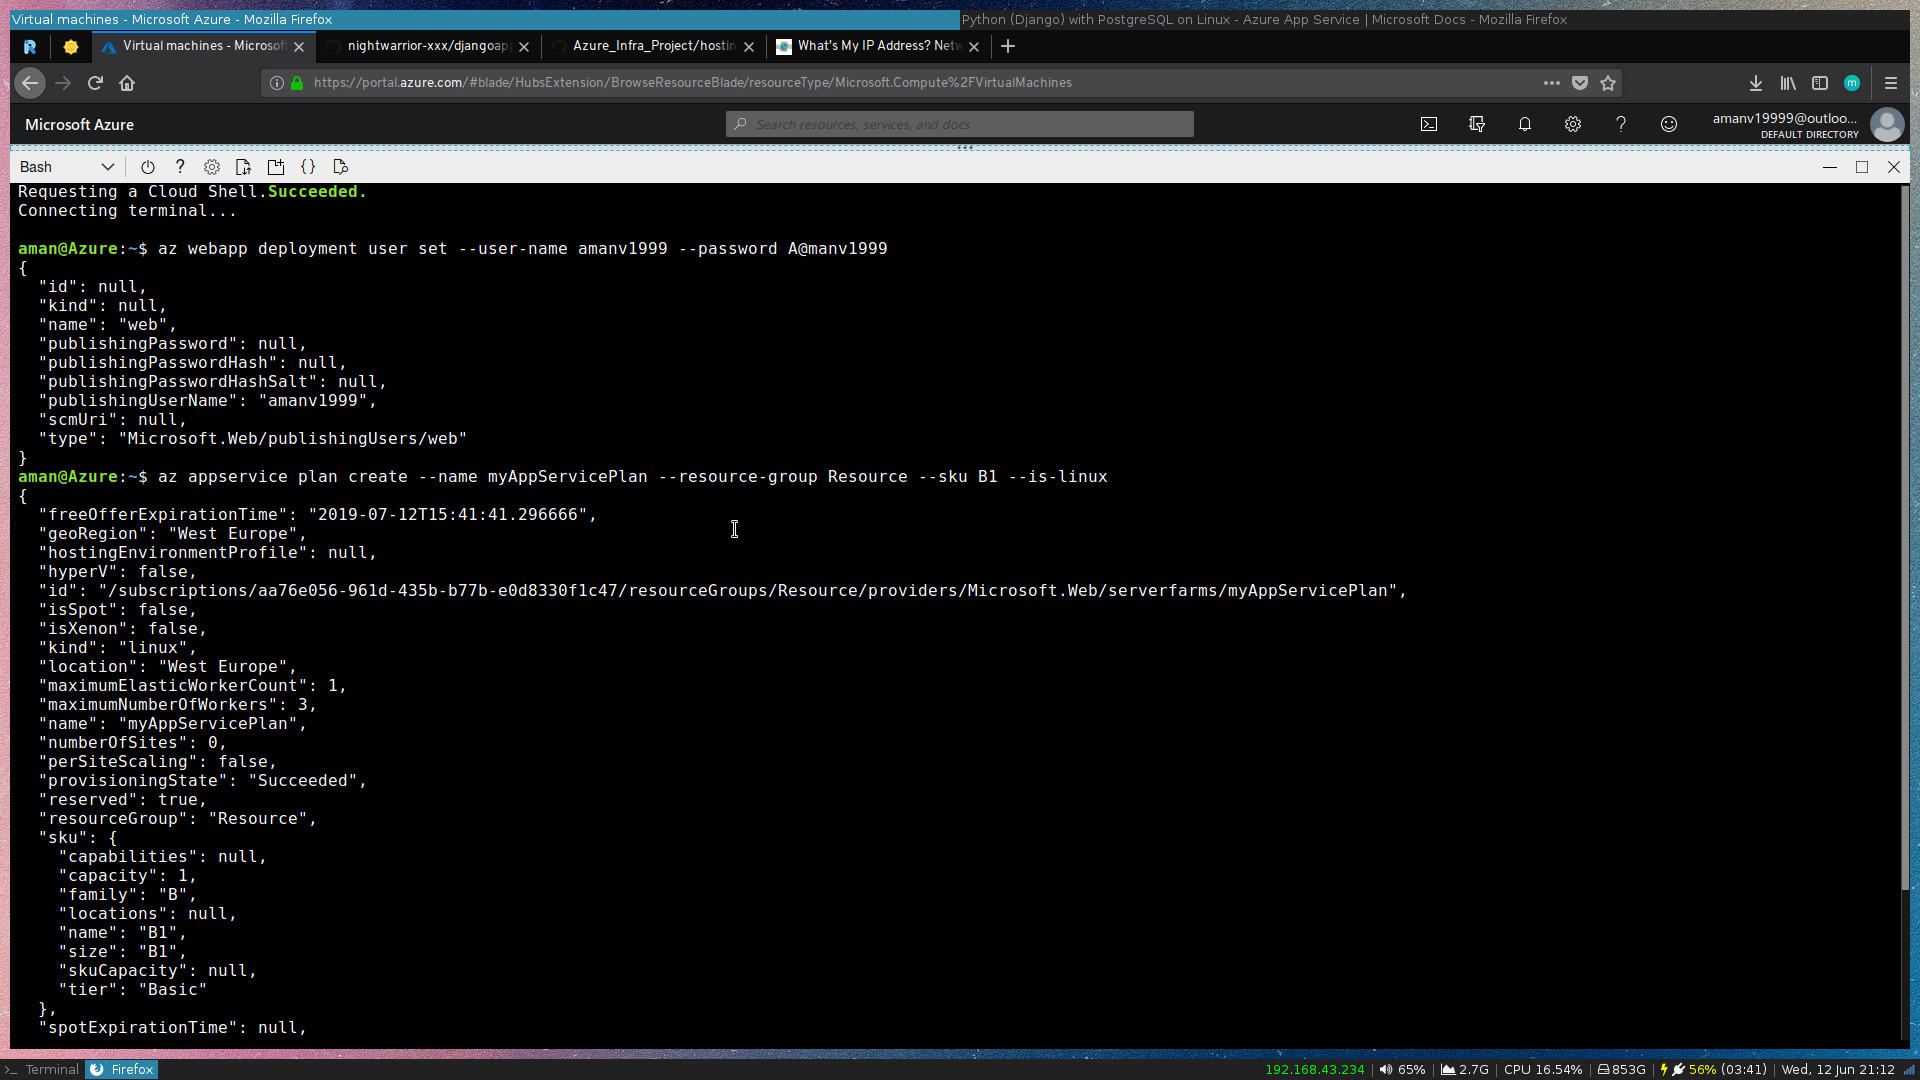 Virtual machines - Microsoft Azure - Mozilla Firefox
Python (Django) with PostgreSQL on Linux - Azure App Service | Microsoft Docs - Mozilla Firefox
R
Virtual machines - Microsoft
nightwarrior-xxx/djangoapp
Azure_Infra_Project/hostin
What's My IP Address? Netw
https://portal.azure.com/#blade/HubsExtension/BrowseResourceBlade/resourceType/Microsoft.Compute%2FVirtualMachines
m
Microsoft Azure
Search resources, services, and docs
amanv19999@outloo...
DEFAULT DIRECTORY
Bash
Requesting a Cloud Shell.Succeeded.
Connecting terminal...
aman@Azure:~$ az webapp deployment user set --user-name amanv1999 --password A@manv1999
{
"id": null,
"kind": null,
"name": "web",
"publishingPassword": null,
"publishingPasswordHash": null,
"publishingPasswordHashSalt": null,
"publishingUserName": "amanv1999",
"scmUri": null,
"type": "Microsoft.Web/publishingUsers/web"
}
aman@Azure:~$ az appservice plan create --name myAppServicePlan --resource-group Resource --sku B1 --is-linux
{
"freeOfferExpirationTime": "2019-07-12T15:41:41.296666",
"geoRegion": "West Europe",
"hostingEnvironmentProfile": null,
"hyperV": false,
"id": "/subscriptions/aa76e056-961d-435b-b77b-e0d8330f1c47/resourceGroups/Resource/providers/Microsoft.Web/serverfarms/myAppServicePlan",
"isSpot": false,
"isXenon": false,
"kind": "linux",
"location": "West Europe",
"maximumElasticWorkerCount": 1,
"maximumNumberOfWorkers": 3,
"name": "myAppServicePlan",
"numberOfSites": 0,
"perSiteScaling": false,
"provisioningState": "Succeeded",
"reserved": true,
"resourceGroup": "Resource",
"sku": {
"capabilities": null,
"capacity": 1,
"family": "B",
"locations": null,
"name": "B1",
"size": "B1",
"skuCapacity": null,
"tier": "Basic"
},
"spotExpirationTime": null,
Terminal
Firefox
192.168.43.234
65%
2.7G
CPU 16.54%
853G
56% (03:41)
Wed, 12 Jun 21:12